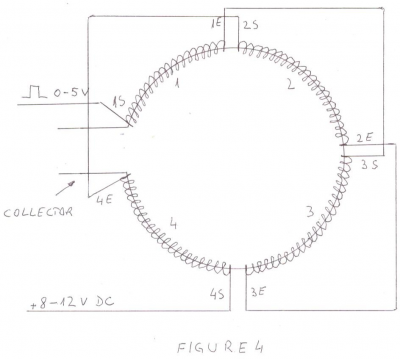 1E 2S
0-5V
1S
1
2
2E
3S
COLLECTOR
4E
4
3
+8-12V DC
4S 3E
FIGURE 4